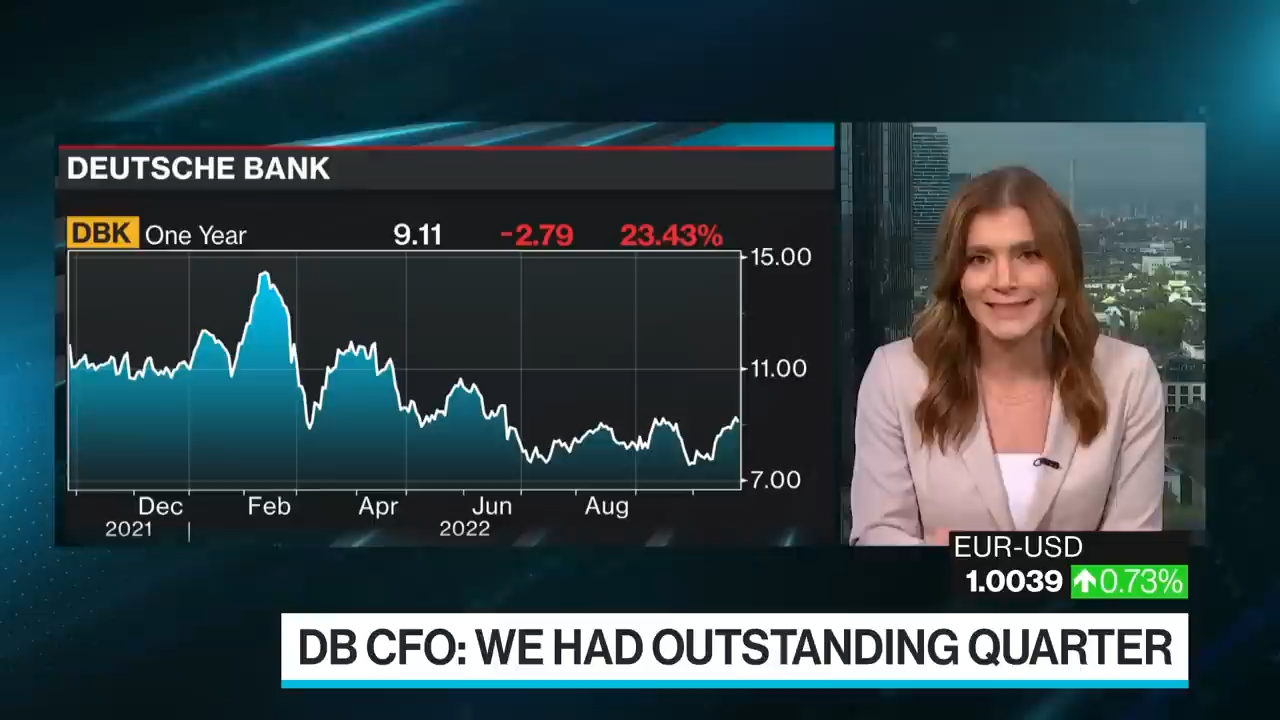 DEUTSCHE BANK
DBK One Year 9.11 -2.79 23.43%
15.00
11.00
7.00
Dec Feb Apr Jun Aug
2021 2022
EUR-USD
1.0039 0.73%
DB CFO: WE HAD OUTSTANDING QUARTER